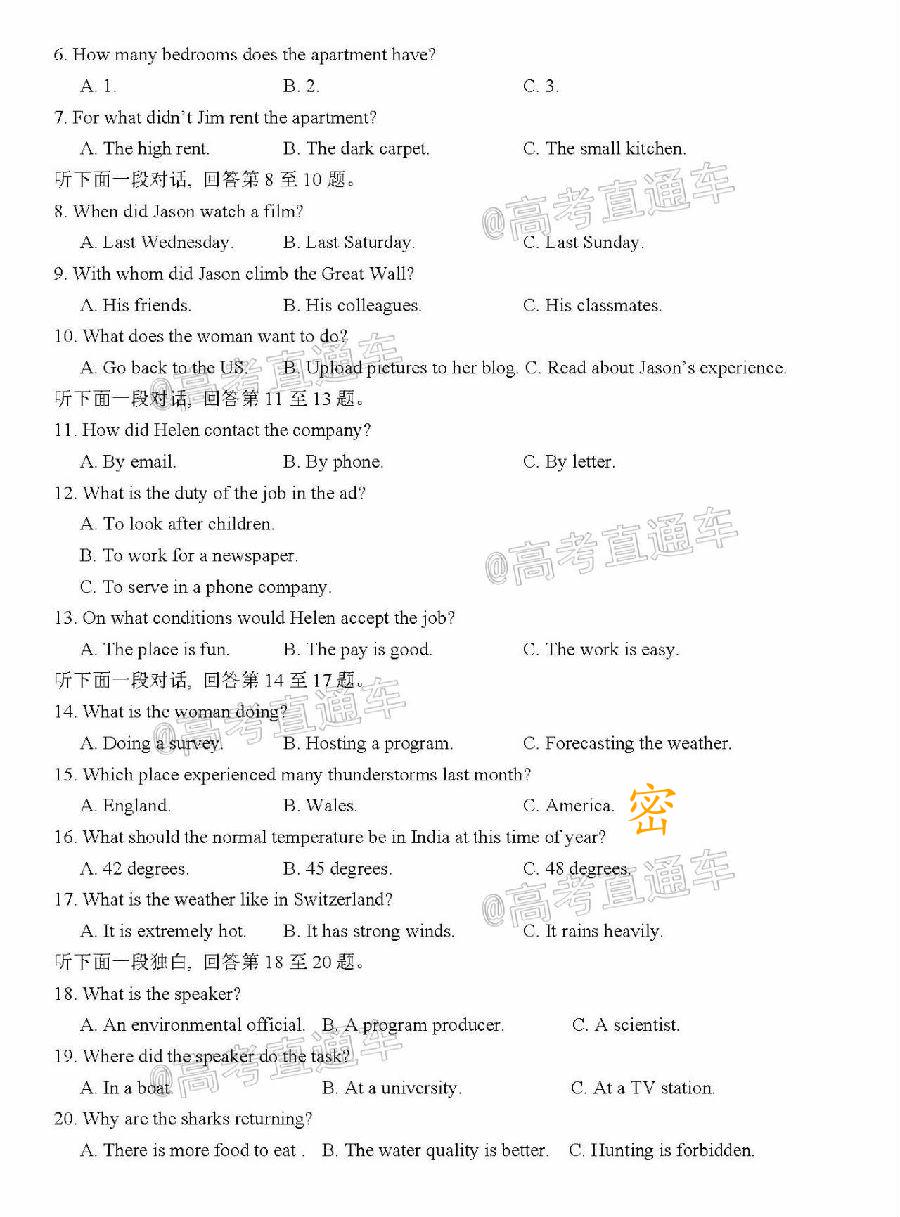 6. How many bedrooms does the apartment have?
A. 1. B. 2. C. 3.
7. For what didn't Jim rent the apartment?
A. The high rent. B. The dark carpet. C. The small kitchen.
听下面一段对话, 回答第 8 至 10 题。
@高考直通车
8. When did Jason watch a film?
A. Last Wednesday. B. Last Saturday. C. Last Sunday.
9. With whom did Jason climb the Great Wall?
A. His friends. B. His colleagues. C. His classmates.
10. What does the woman want to do?
@高考直通车
A. Go back to the US. B. Upload pictures to her blog. C. Read about Jason's experience.
听下面一段对话, 回答第 11 至 13 题。
11. How did Helen contact the company?
A. By email. B. By phone. C. By letter.
12. What is the duty of the job in the ad?
A. To look after children.
@高考直通车
B. To work for a newspaper.
C. To serve in a phone company.
13. On what conditions would Helen accept the job?
A. The place is fun. B. The pay is good. C. The work is easy.
听下面一段对话, 回答第 14 至 17 题。
14. What is the woman doing?
@高考直通车
A. Doing a survey. B. Hosting a program. C. Forecasting the weather.
15. Which place experienced many thunderstorms last month?
A. England. B. Wales. C. America.
密
16. What should the normal temperature be in India at this time of year?
A. 42 degrees. B. 45 degrees. C. 48 degrees.
@高考直通车
17. What is the weather like in Switzerland?
A. It is extremely hot. B. It has strong winds. C. It rains heavily.
听下面一段独白, 回答第 18 至 20 题。
18. What is the speaker?
A. An environmental official. B. A program producer. C. A scientist.
19. Where did the speaker do the task?
@高考直通车
A. In a boat. B. At a university. C. At a TV station.
20. Why are the sharks returning?
A. There is more food to eat . B. The water quality is better. C. Hunting is forbidden.